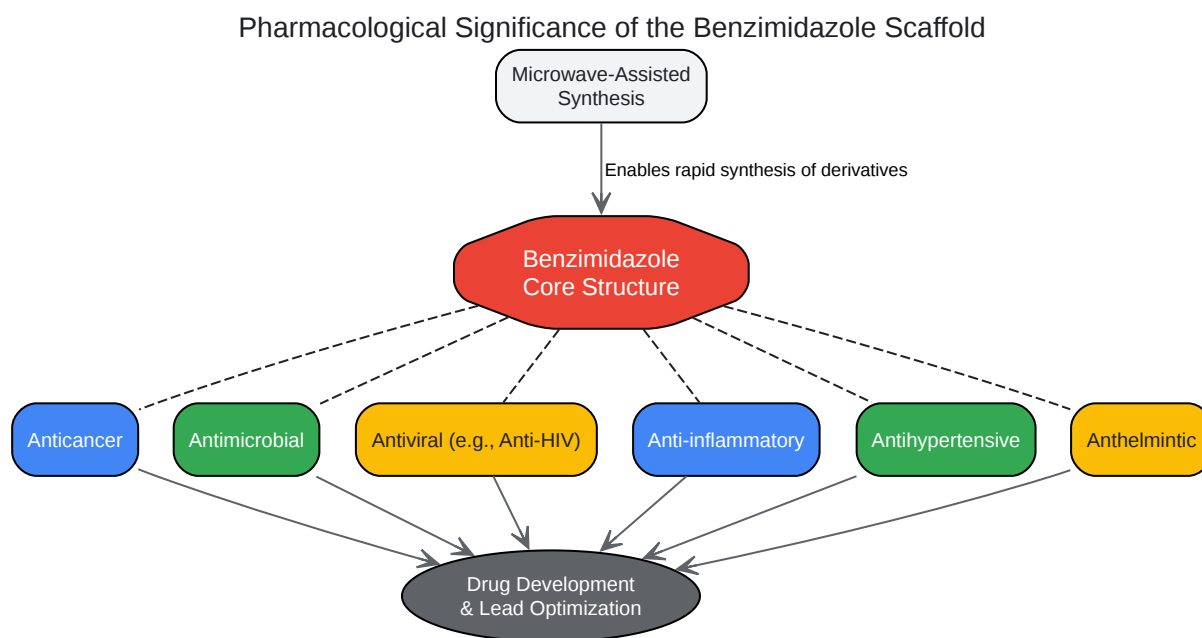 Pharmacological Significance of the Benzimidazole Scaffold
Microwave-Assisted
Synthesis
Enables rapid synthesis of derivatives
Benzimidazole
Core Structure
Anticancer
Antimicrobial
Antiviral (e.g., Anti-HIV)
Anti-inflammatory
Antihypertensive
Anthelmintic
Drug Development
& Lead Optimization